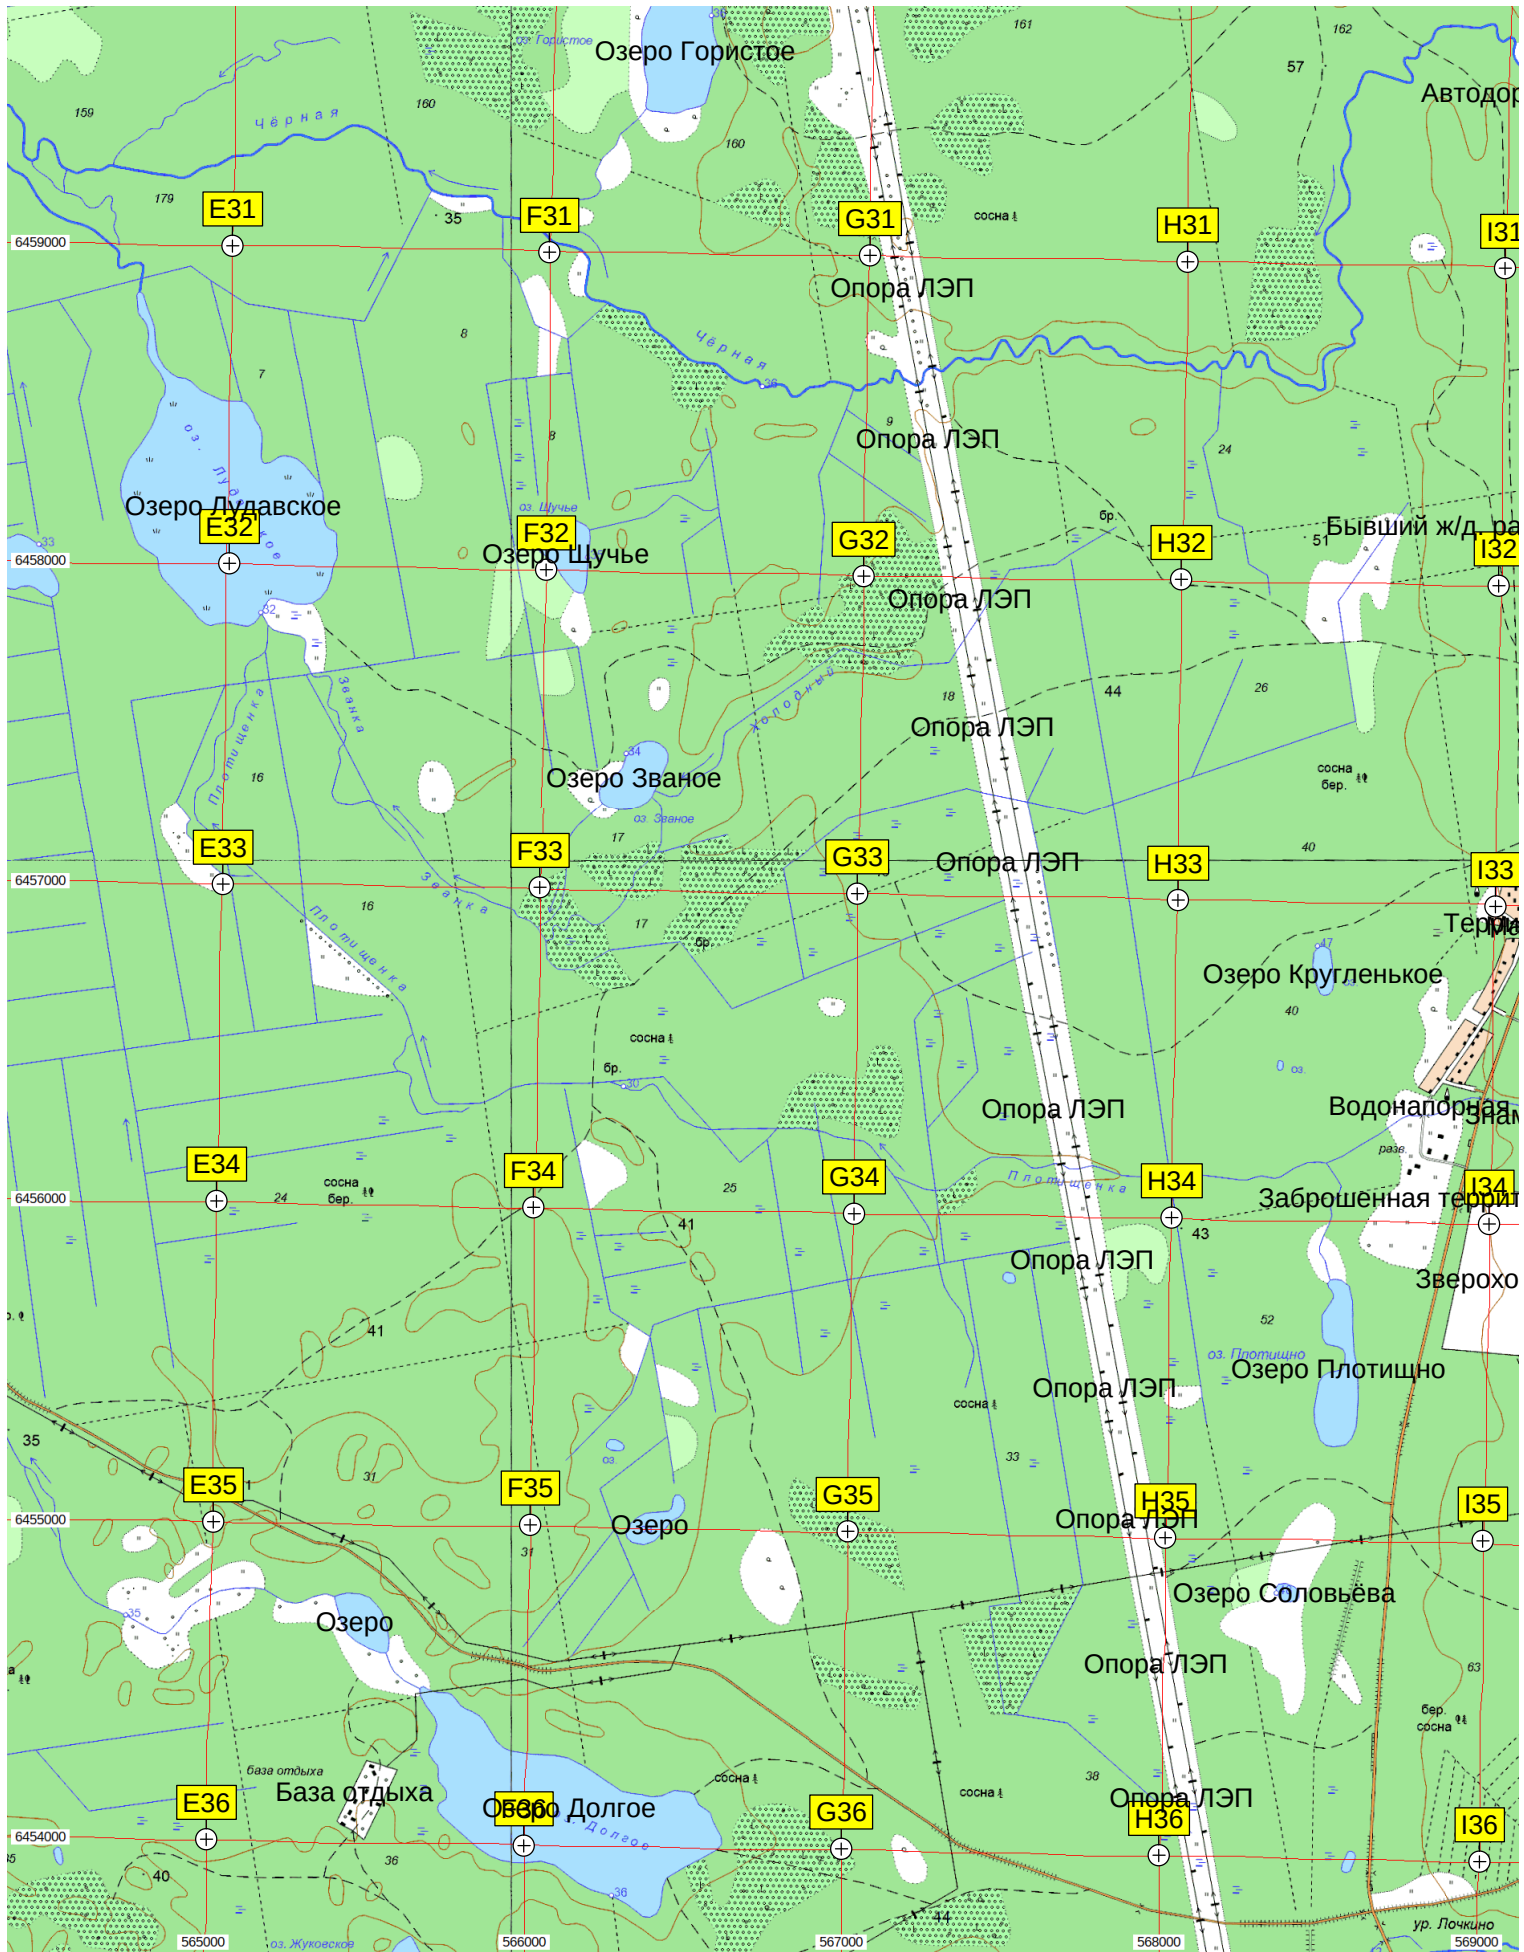 36
161
162
оз. Гористое
Озеро Гористое
57
Автодор
159
160
Чёрная
160
179
35
E31
F31
G31
H31
I31
сосна
6459000
Опора ЛЭП
8
Чёрная
36
7
9
8
Опора ЛЭП
24
оз. Лудавское
Озеро Лудавское
оз. Щучье
бр.
E32
F32
G32
H32
I32
51
Бывший ж/д. ра
33
Озеро Щучье
6458000
Опора ЛЭП
32
Званка
Плотищенка
Холодный
18
44
26
Опора ЛЭП
34
16
Озеро Званое
сосна
бер.
оз. Званое
17
E33
F33
G33
H33
I33
40
Опора ЛЭП
6457000
Званка
16
Плотищенка
17
бр.
47
Озеро Кругленькое
40
сосна
бр.
30
оз.
Опора ЛЭП
Водонапорная
разв.
E34
F34
G34
H34
I34
сосна
бер.
24
25
Плотищенка
6456000
Заброшенная террит
41
43
Опора ЛЭП
Зверохо
41
52
оз. Плотищно
Озеро Плотищно
Опора ЛЭП
сосна
35
31
оз.
33
E35
F35
G35
H35
I35
6455000
Озеро
Опора ЛЭП
31
35
Озеро
Озеро Соловьёва
Опора ЛЭП
63
бер.
сосна
база отдыха
База отдыха
сосна
сосна
38
Опора ЛЭП
E36
F36
G36
H36
I36
Озеро Долгое
Долгое
6454000
40
36
36
44
ур. Лочкино
565000
566000
567000
568000
569000
оз. Жуковское